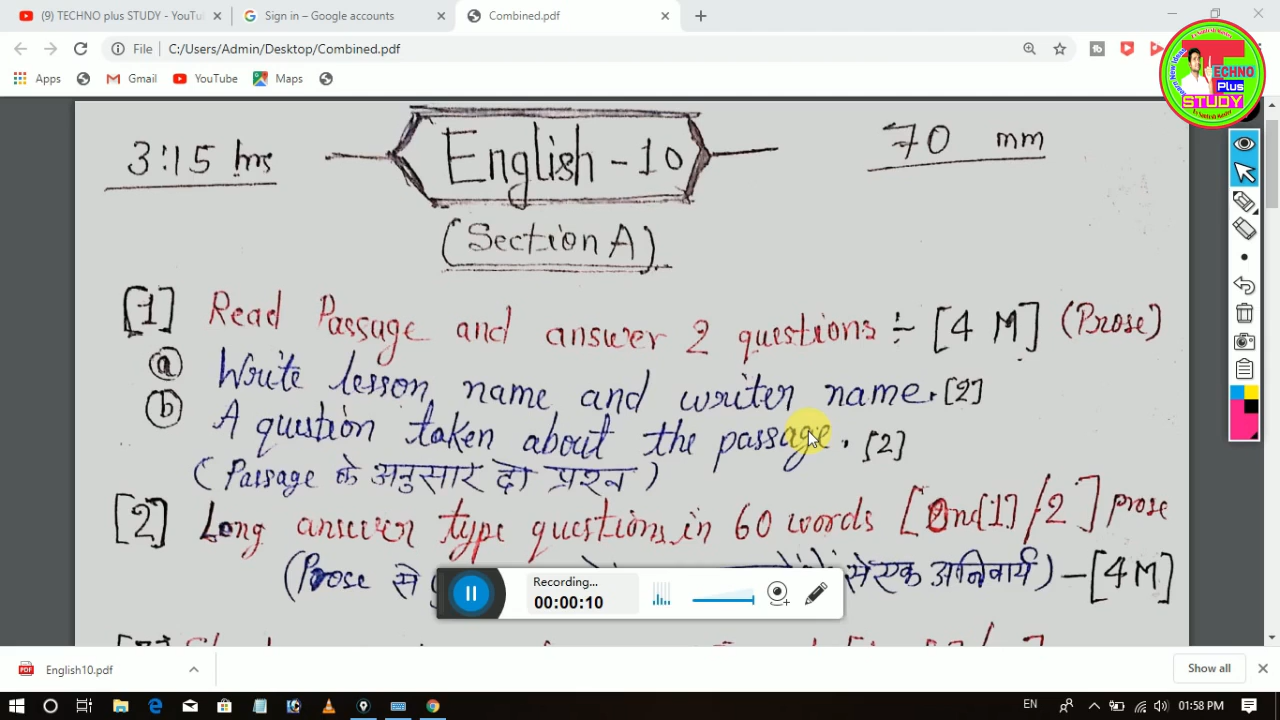 (9) TECHNO plus STUDY - YouTu
Sign in – Google accounts
Combined.pdf
File
C:/Users/Admin/Desktop/Combined.pdf
Apps
Gmail
YouTube
Maps
TECHNO
Plus
STUDY
3:15 hrs
English - 10
70 mm
(Section A)
[1] Read Passage and answer 2 questions :- [4 M] (Prose)
(a) Write lesson name and writer name. [2]
(b) A question taken about the passage. [2]
(Passage के अनुसार दो प्रश्न)
[2] Long answer type questions in 60 words [One[1]/2] prose
(Prose से से एक अनिवार्य) - [4M]
Recording...
00:00:10
English10.pdf
Show all
EN
01:58 PM